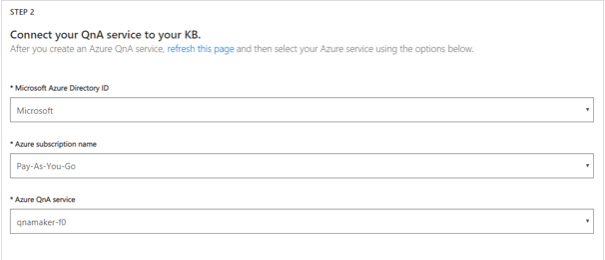 STEP 2
Connect your QnA service to your KB.
After you create an Azure QnA service, refresh this page and then select your Azure service using the options below.
* Microsoft Azure Directory ID
Microsoft
* Azure subscription name
Pay-As-You-Go
* Azure QnA service
qnamaker-f0